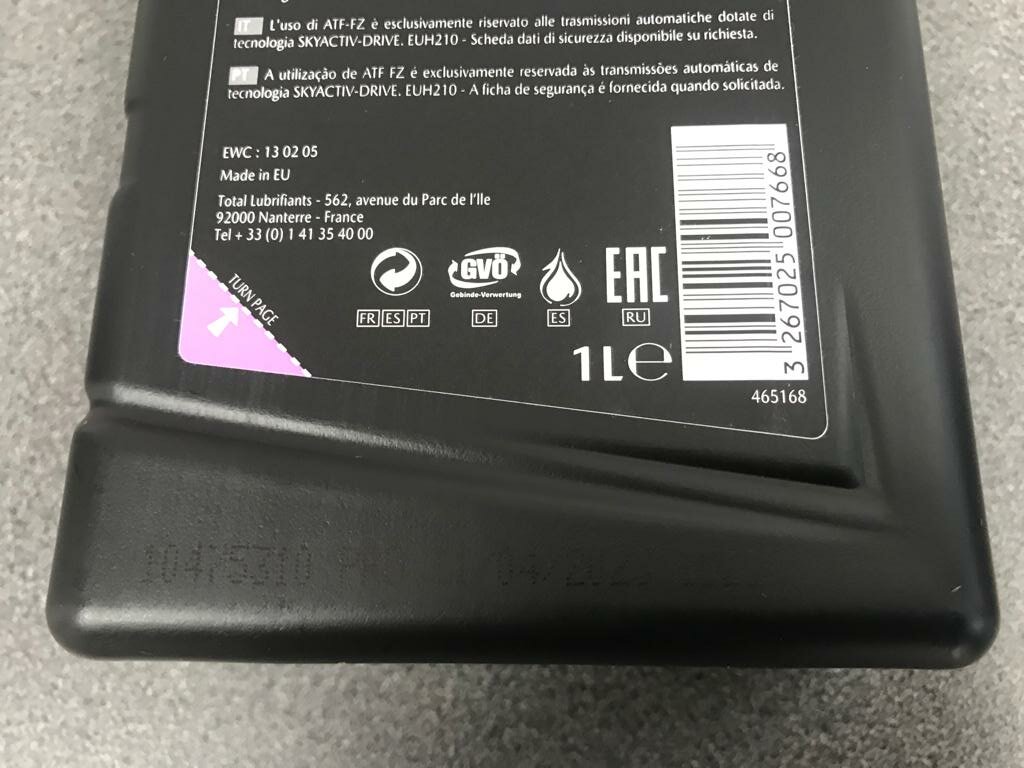 IT L'uso di ATF-FZ è esclusivamente riservato alle trasmissioni automatiche dotate di
tecnologia SKYACTIV-DRIVE. EUH210 - Scheda dati di sicurezza disponibile su richiesta.
PT A utilização de ATF FZ é exclusivamente reservada às transmissões automáticas de
tecnologia SKYACTIV-DRIVE. EUH210 - A ficha de segurança é fornecida quando solicitada.
EWC : 13 02 05
Made in EU
Total Lubrifiants - 562, avenue du Parc de l'Ile
92000 Nanterre - France
Tel + 33 (0) 1 41 35 40 00
TURN PAGE
GVÖ
Gebinde-Verwertung
EAC
FR ES PT
DE
ES
RU
1L℮
3 267025 007668
465168